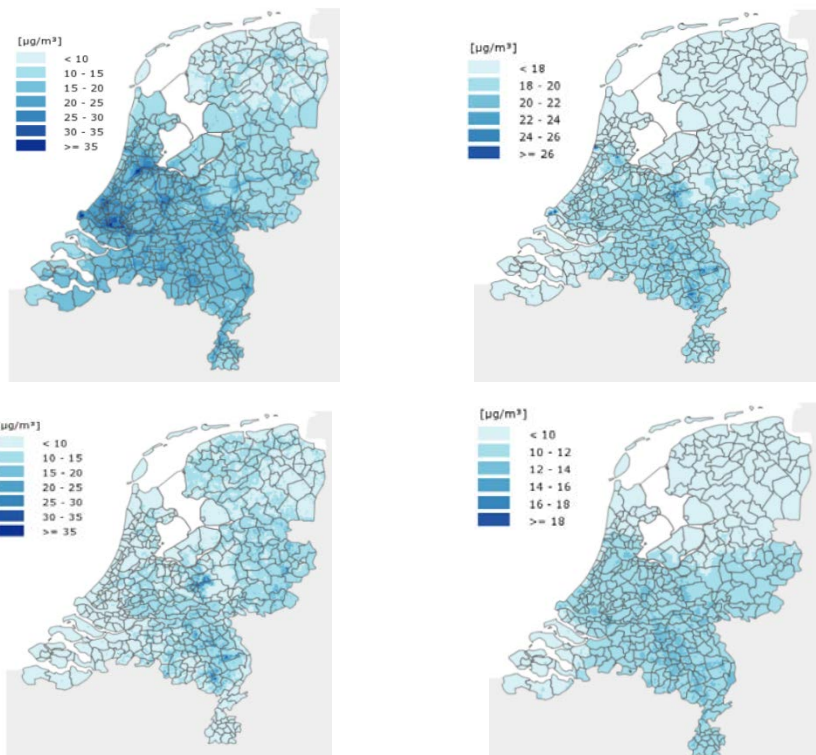 [µg/m³]
< 10
10 - 15
15 - 20
20 - 25
25 - 30
30 - 35
>= 35
[µg/m³]
< 18
18 - 20
20 - 22
22 - 24
24 - 26
>= 26
µg/m³]
< 10
10 - 15
15 - 20
20 - 25
25 - 30
30 - 35
>= 35
[µg/m³]
< 10
10 - 12
12 - 14
14 - 16
16 - 18
>= 18